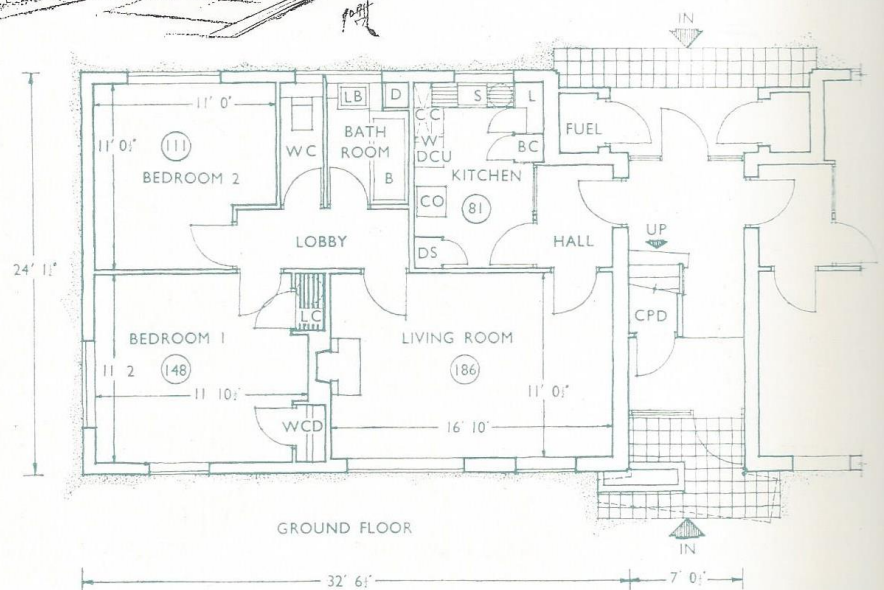 IN
11' 0"
LB
D
S
L
C C
11' 0½"
111
BEDROOM 2
WC
BATH
ROOM
B
W
DCU
KITCHEN
81
CO
DS
BC
FUEL
LOBBY
HALL
UP
24' 1½"
BEDROOM 1
148
11 2
11 10½"
LC
WCD
LIVING ROOM
186
11' 0½"
16' 10"
CPD
GROUND FLOOR
IN
32' 6½"
7' 0½"